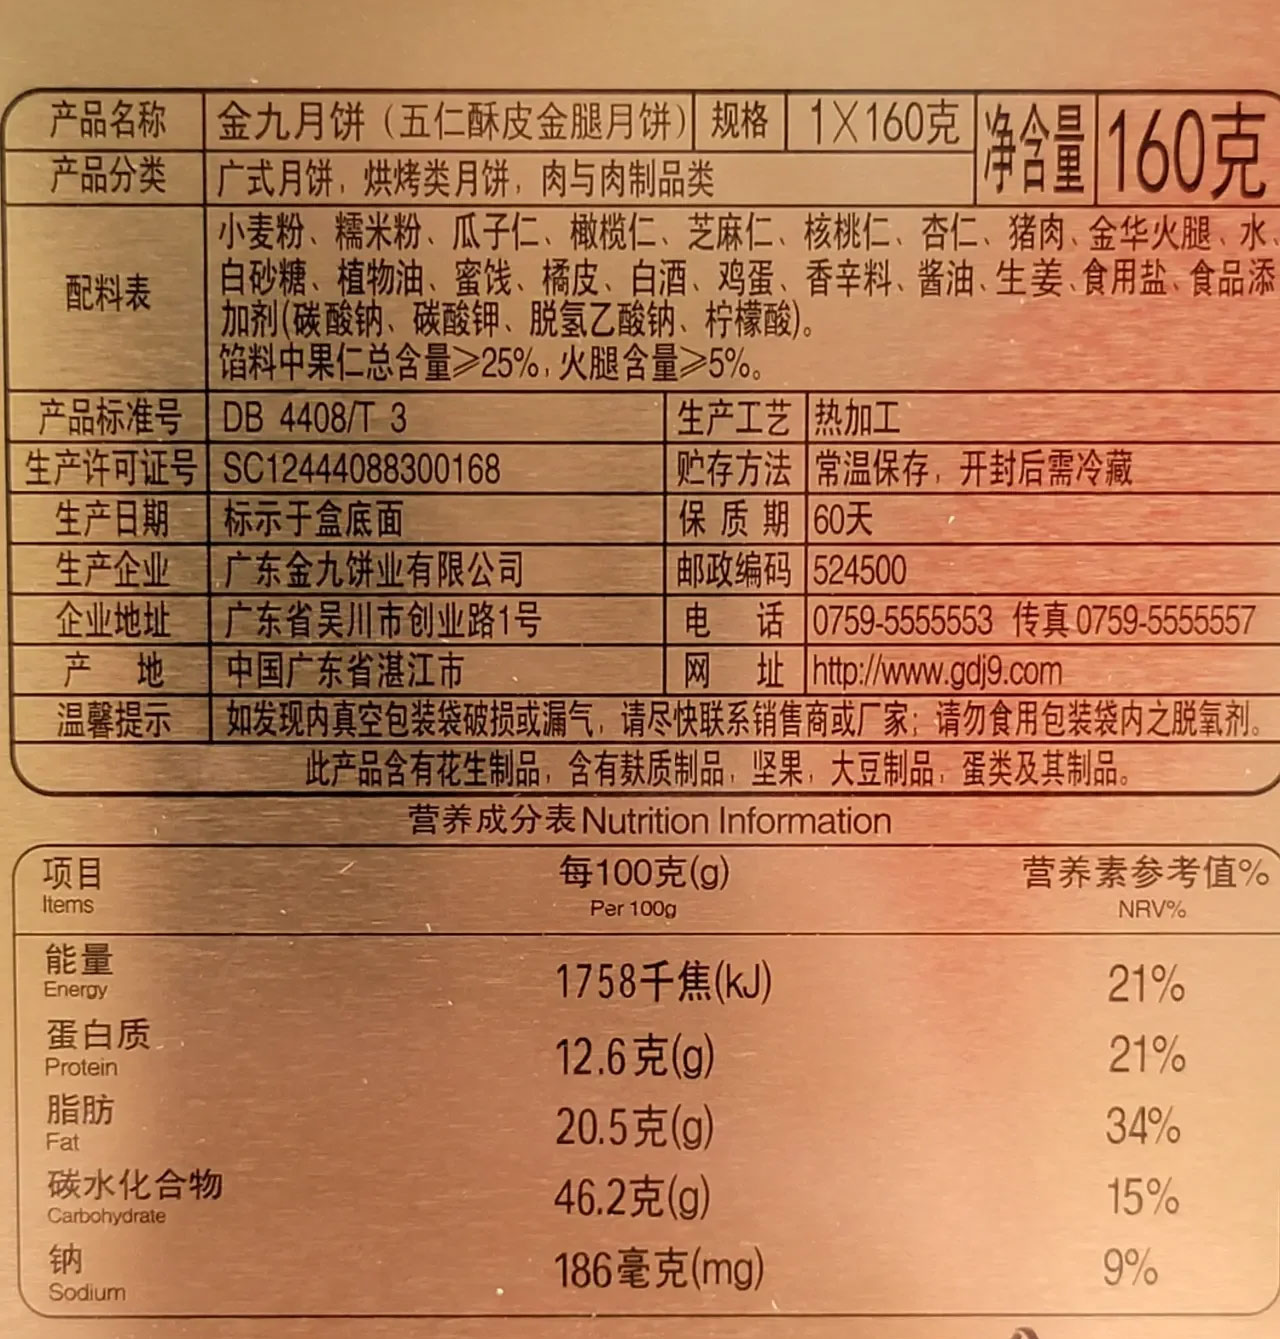 产品名称 金九月饼（五仁酥皮金腿月饼） 规格 1×160克 净含量 160克
产品分类 广式月饼，烘烤类月饼，肉与肉制品类
配料表 小麦粉、糯米粉、瓜子仁、橄榄仁、芝麻仁、核桃仁、杏仁、猪肉、金华火腿、水、
白砂糖、植物油、蜜饯、橘皮、白酒、鸡蛋、香辛料、酱油、生姜、食用盐、食品添
加剂(碳酸钠、碳酸钾、脱氢乙酸钠、柠檬酸)。
馅料中果仁总含量≥25%，火腿含量≥5%。
产品标准号 DB 4408/T 3 生产工艺 热加工
生产许可证号 SC12444088300168 贮存方法 常温保存，开封后需冷藏
生产日期 标示于盒底面 保质期 60天
生产企业 广东金九饼业有限公司 邮政编码 524500
企业地址 广东省吴川市创业路1号 电话 0759-5555553 传真0759-5555557
产地 中国广东省湛江市 网址 http://www.gdj9.com
温馨提示 如发现内真空包装袋破损或漏气，请尽快联系销售商或厂家；请勿食用包装袋内之脱氧剂。
此产品含有花生制品，含有麸质制品，坚果，大豆制品，蛋类及其制品。
营养成分表Nutrition Information
项目 每100克(g) 营养素参考值%
Items Per 100g NRV%
能量 1758千焦(kJ) 21%
Energy
蛋白质 12.6克(g) 21%
Protein
脂肪 20.5克(g) 34%
Fat
碳水化合物 46.2克(g) 15%
Carbohydrate
钠 186毫克(mg) 9%
Sodium